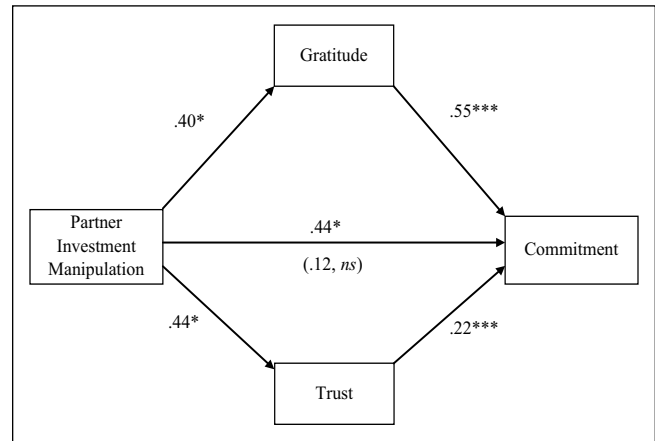 Gratitude
.40*
.55***
Partner
Investment
Manipulation
.44*
(.12, ns)
Commitment
.44*
.22***
Trust